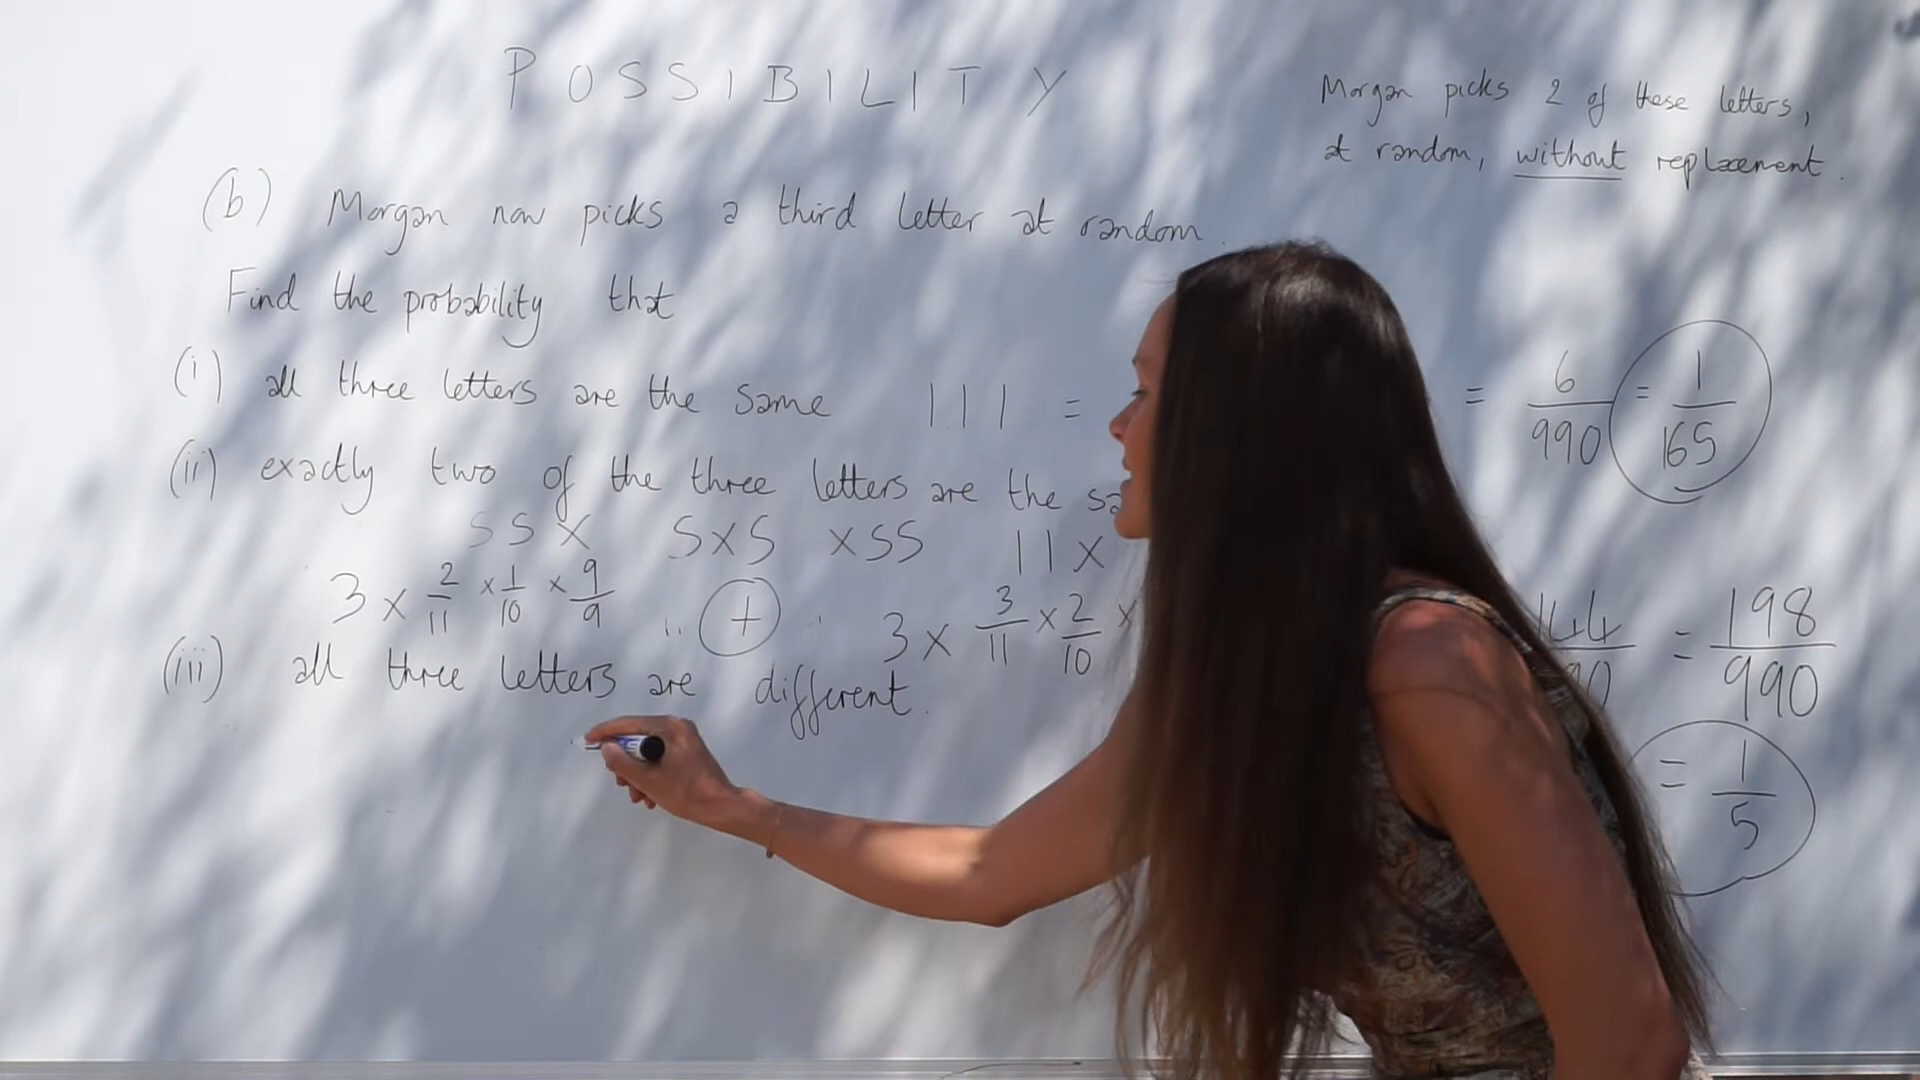 POSSIBILITY
Morgan picks 2 of these letters,
at random, without replacement.
(b) Morgan now picks a third letter at random.
Find the probability that
(i) all three letters are the same III = = 6/990 = 1/165
(ii) exactly two of the three letters are the
SSX SXS XSS IIX
3 × 2/11 × 1/10 × 9/9 + 3 × 3/11 × 2/10 × = 198/990
(iii) all three letters are different.
= 1/5